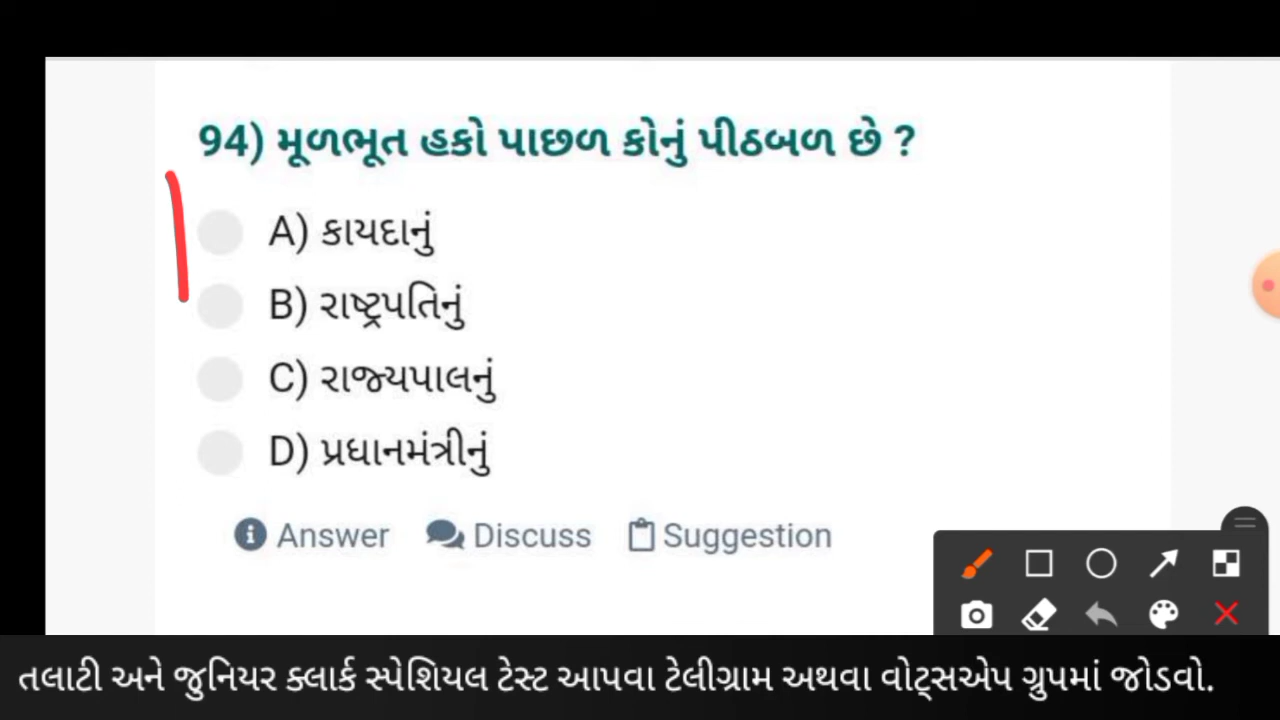 94) મૂળભૂત હકો પાછળ કોનું પીઠબળ છે ?
A) કાયદાનું
B) રાષ્ટ્રપતિનું
C) રાજ્યપાલનું
D) પ્રધાનમંત્રીનું
Answer Discuss Suggestion
તલાટી અને જુનિયર ક્લાર્ક સ્પેશિયલ ટેસ્ટ આપવા ટેલીગ્રામ અથવા વોટ્સએપ ગ્રુપમાં જોડવો.